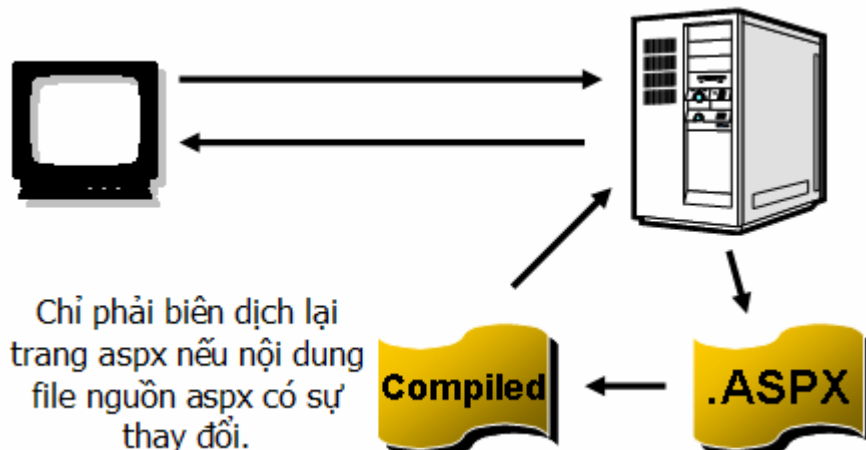 Chỉ phải biên dịch lại
trang aspx nếu nội dung
file nguồn aspx có sự
thay đổi.
Compiled
.ASPX